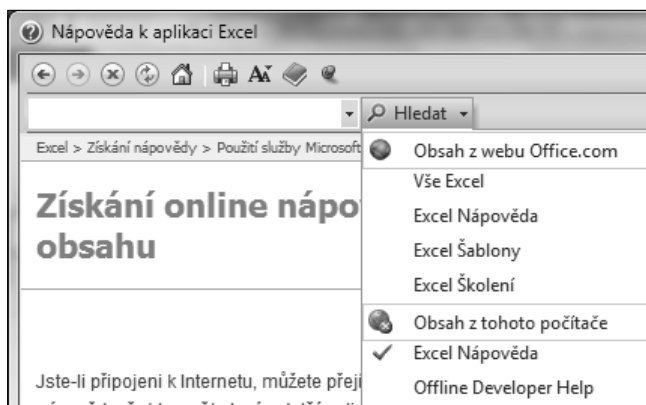 Nápověda k aplikaci Excel
Hledat
Excel > Získání nápovědy > Použití služby Microsoft
Obsah z webu Office.com
Vše Excel
Excel Nápověda
Excel Šablony
Excel Školení
Obsah z tohoto počítače
Excel Nápověda
Offline Developer Help
Získání online nápo
obsahu
Jste-li připojeni k Internetu, můžete přejí